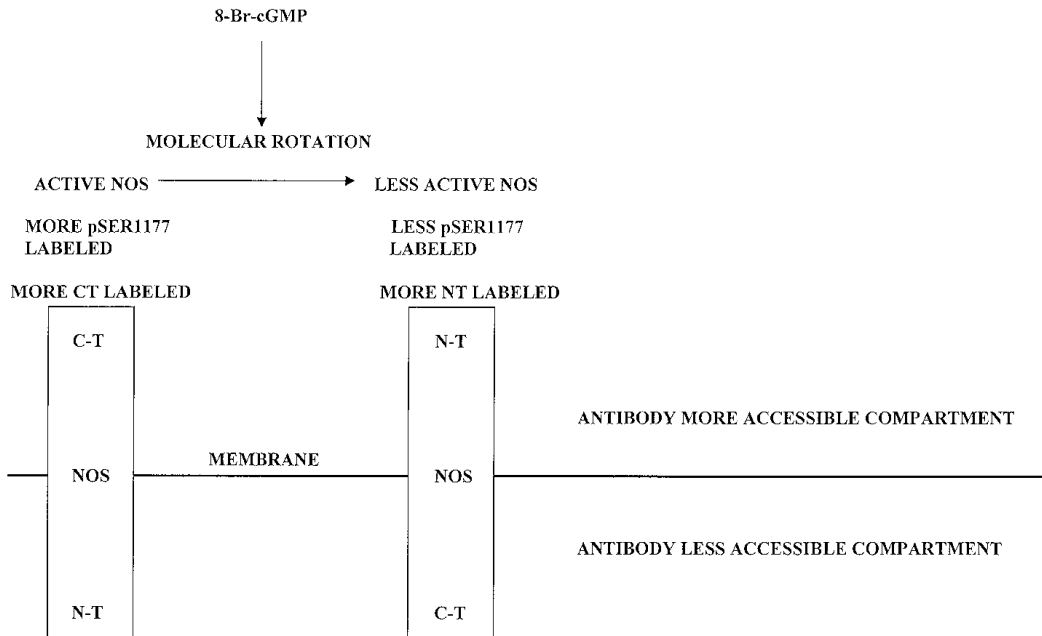 8-Br-cGMP
MOLECULAR ROTATION
ACTIVE NOS
LESS ACTIVE NOS
MORE pSER1177
LABELED
LESS pSER1177
LABELED
MORE CT LABELED
MORE NT LABELED
C-T
N-T
ANTIBODY MORE ACCESSIBLE COMPARTMENT
MEMBRANE
NOS
NOS
ANTIBODY LESS ACCESSIBLE COMPARTMENT
N-T
C-T